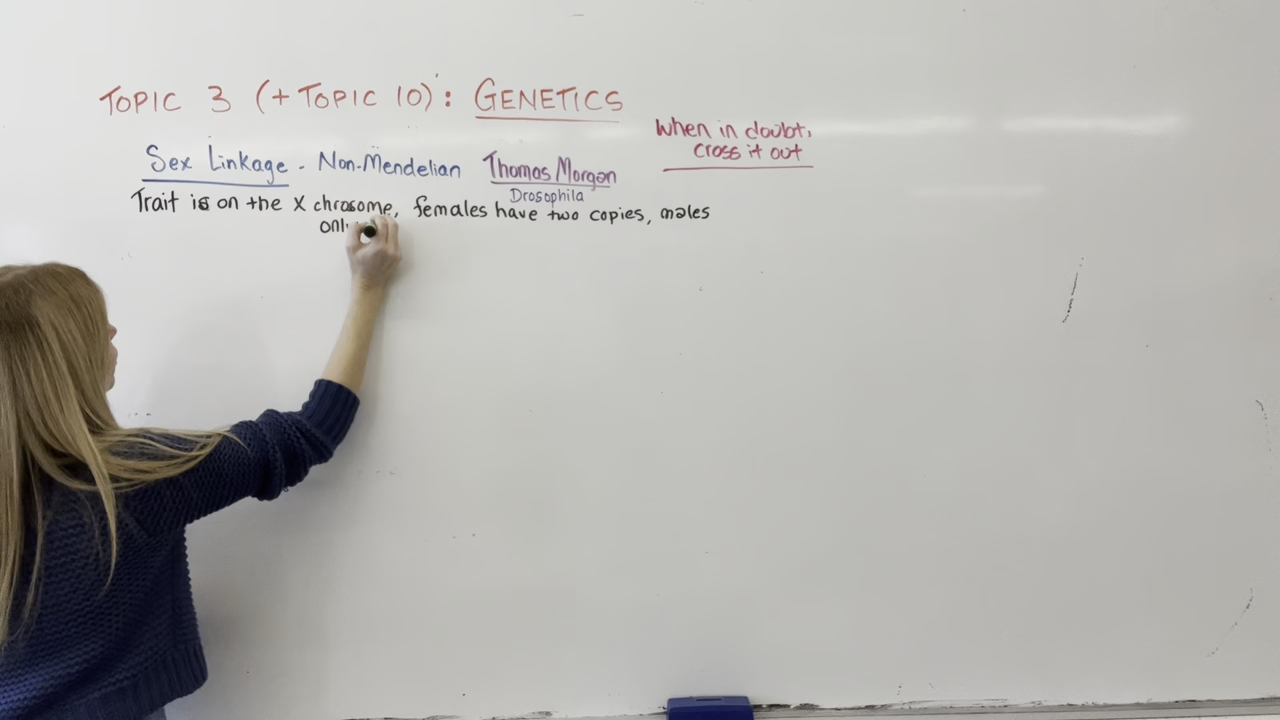 TOPIC 3 (+ TOPIC 10): GENETICS
When in doubt,
cross it out
Sex Linkage - Non-Mendelian Thomas Morgan
Drosophila
Trait is on the X chrosome, females have two copies, males